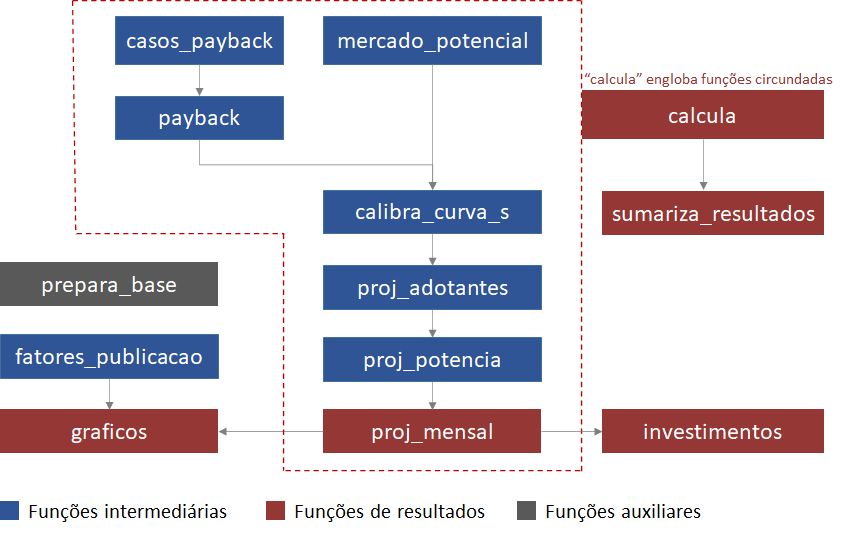 casos_payback
mercado_potencial
"calcula" engloba funções circundadas
payback
calcula
calibra_curva_s
sumariza_resultados
prepara_base
proj_adotantes
fatores_publicacao
proj_potencia
graficos
proj_mensal
investimentos
Funções intermediárias
Funções de resultados
Funções auxiliares